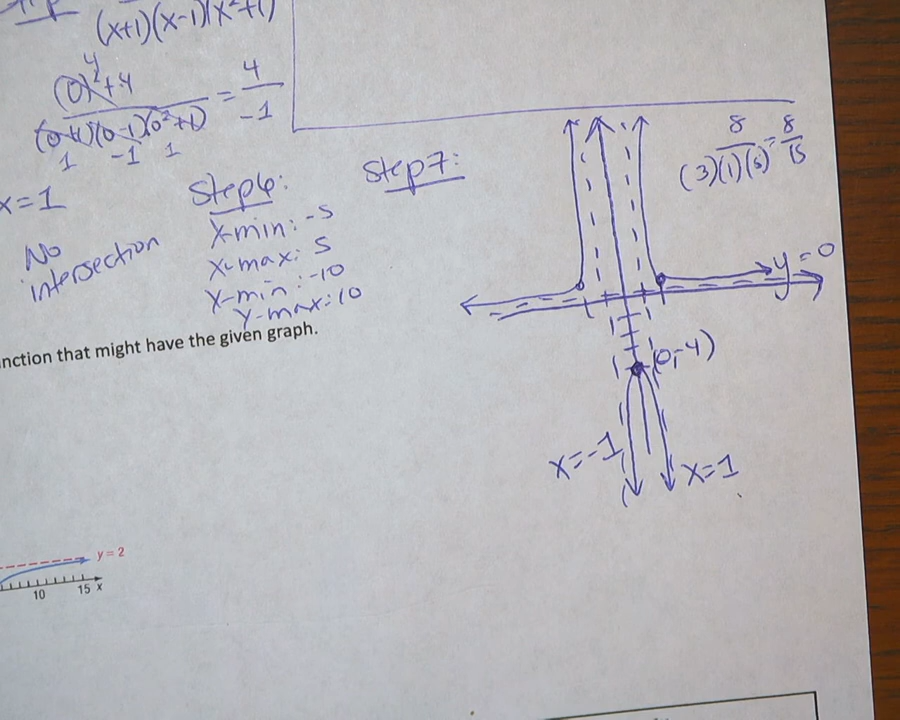 (x+1)(x-1)(x²+1)
(0)²+4 / (0+1)(0-1)(0²+1) = 4 / -1
4
1 -1 1
x=1
No
intersection
Step6:
X-min: -5
X-max: 5
Y-min: -10
Y-max: 10
Step7:
8 / (3)(1)(5) = 8 / 15
y=0
(0,-4)
x=-1
x=1
nction that might have the given graph.
y = 2
10 15 x